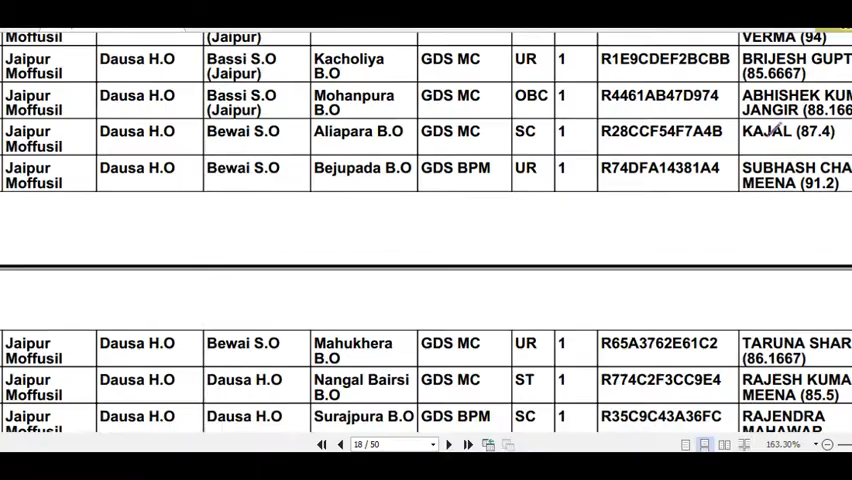 (Jaipur) VERMA (94)
Jaipur Dausa H.O Bassi S.O Kacholiya GDS MC UR 1 R1E9CDEF2BCBB BRIJESH GUPT
Moffusil (Jaipur) B.O (85.6667)
Jaipur Dausa H.O Bassi S.O Mohanpura GDS MC OBC 1 R4461AB47D974 ABHISHEK KUM
Moffusil (Jaipur) B.O JANGIR (88.166
Jaipur Dausa H.O Bewai S.O Aliapara B.O GDS MC SC 1 R28CCF54F7A4B KAJAL (87.4)
Moffusil
Jaipur Dausa H.O Bewai S.O Bejupada B.O GDS BPM UR 1 R74DFA14381A4 SUBHASH CHA
Moffusil MEENA (91.2)
Jaipur Dausa H.O Bewai S.O Mahukhera GDS MC UR 1 R65A3762E61C2 TARUNA SHAR
Moffusil B.O (86.1667)
Jaipur Dausa H.O Dausa H.O Nangal Bairsi GDS MC ST 1 R774C2F3CC9E4 RAJESH KUMA
Moffusil B.O MEENA (85.5)
Jaipur Dausa H.O Dausa H.O Surajpura B.O GDS BPM SC 1 R35C9C43A36FC RAJENDRA
MAHAWAR
18 / 50 163.30%